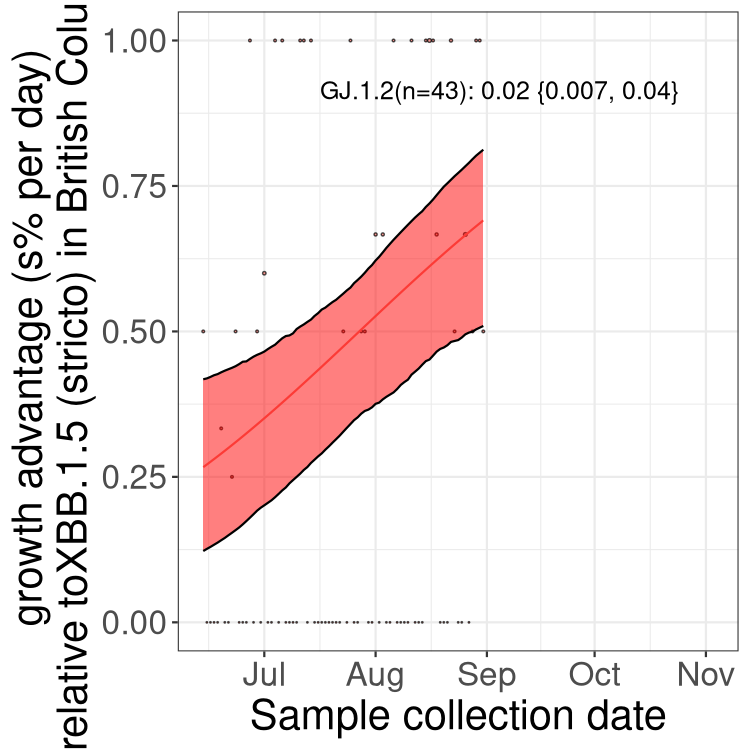 growth advantage (s% per day)
relative toXBB.1.5 (stricto) in British Colu
1.00
0.75
0.50
0.25
0.00
GJ.1.2(n=43): 0.02 {0.007, 0.04}
Jul Aug Sep Oct Nov
Sample collection date